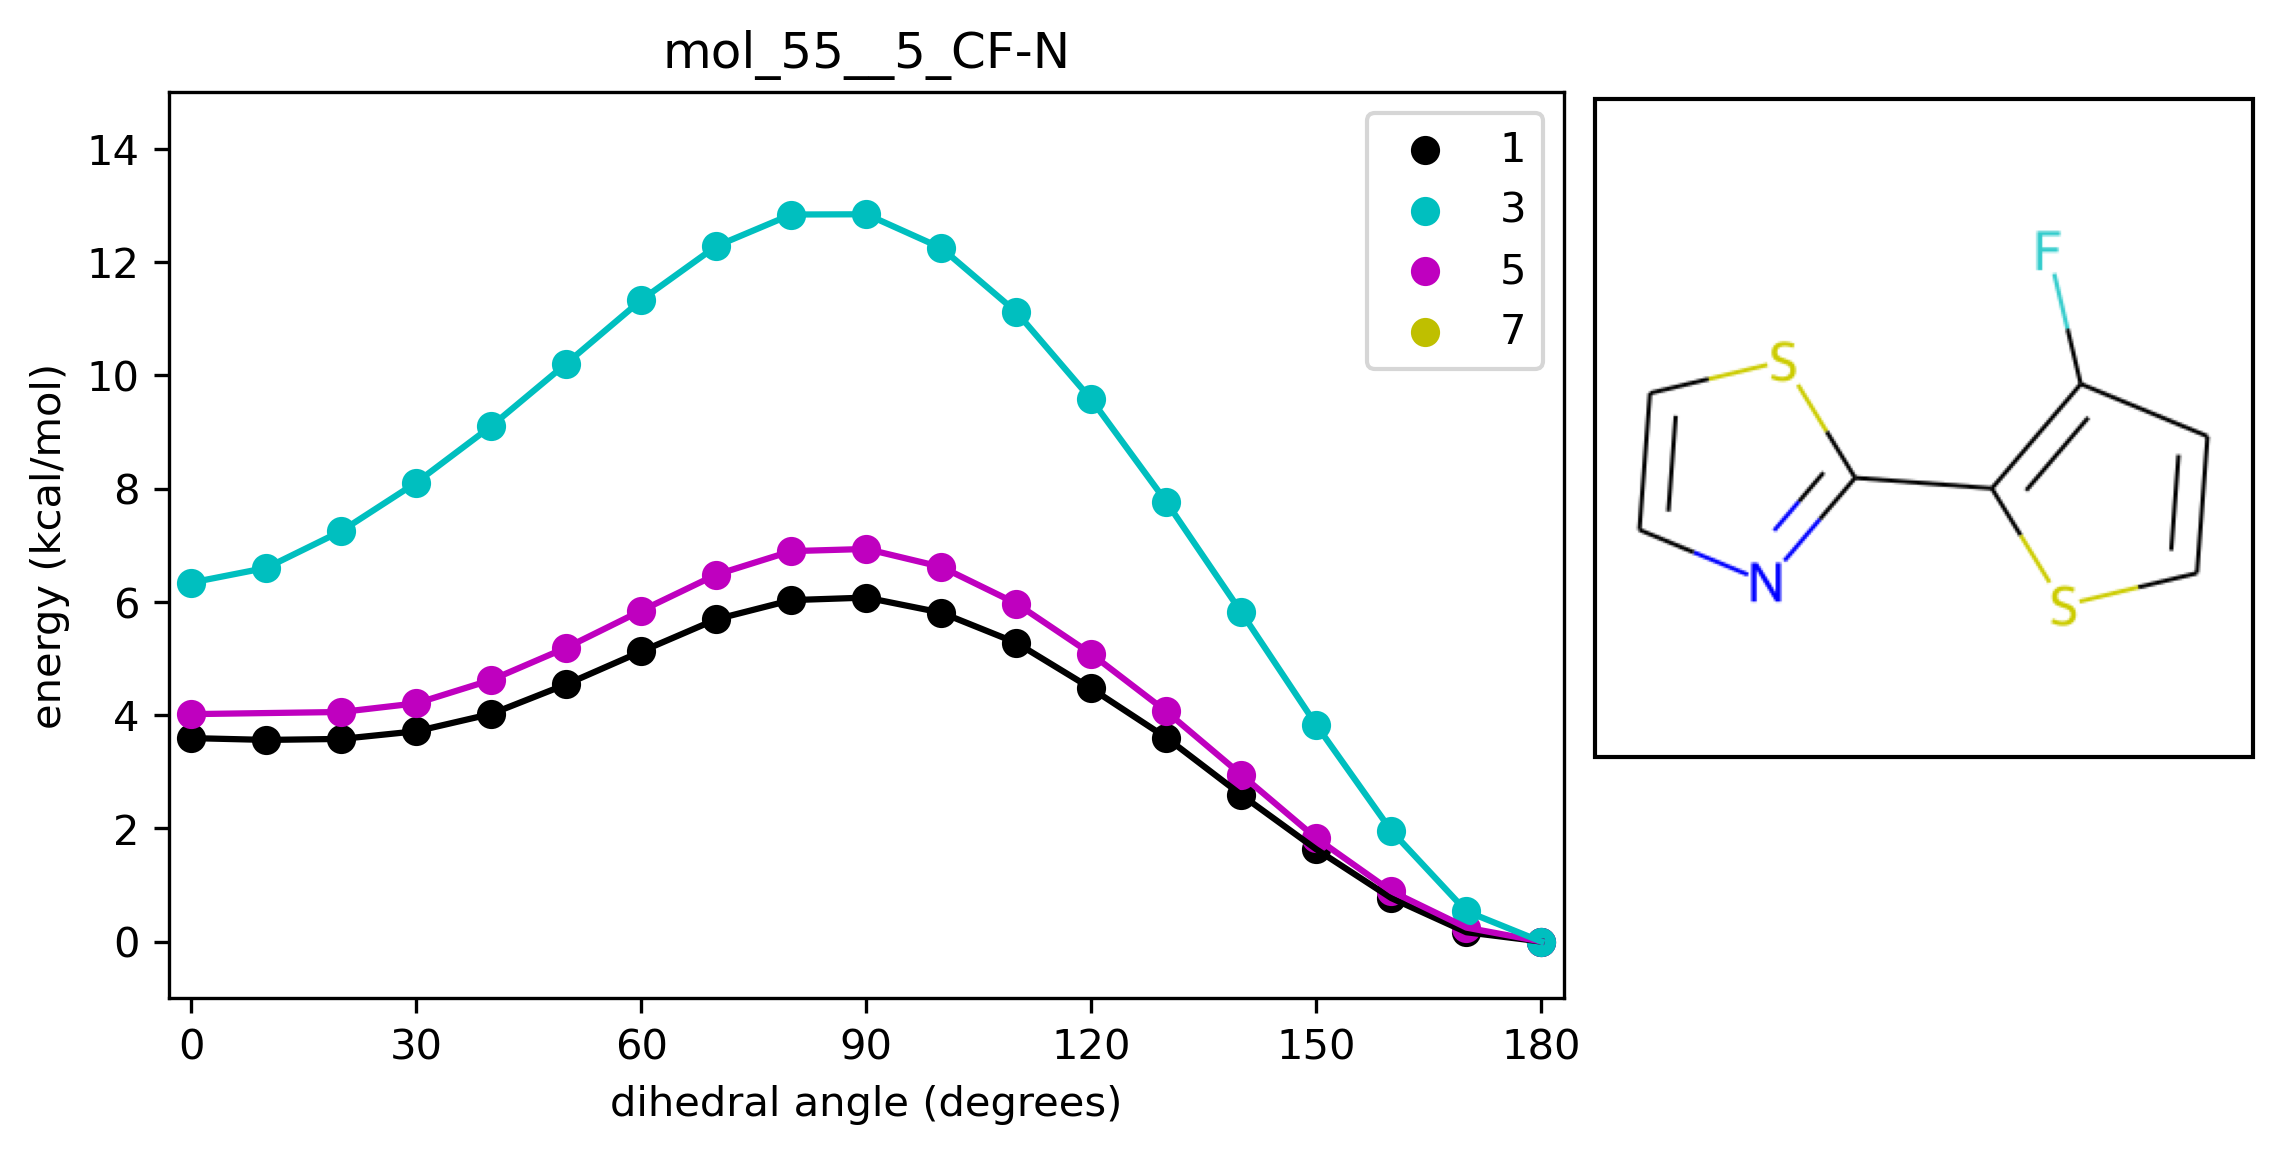 mol_55__5_CF-N
14
12
10
8
6
4
2
0
energy (kcal/mol)
0 30 60 90 120 150 180
dihedral angle (degrees)
1
3
5
7
F
S
N
S